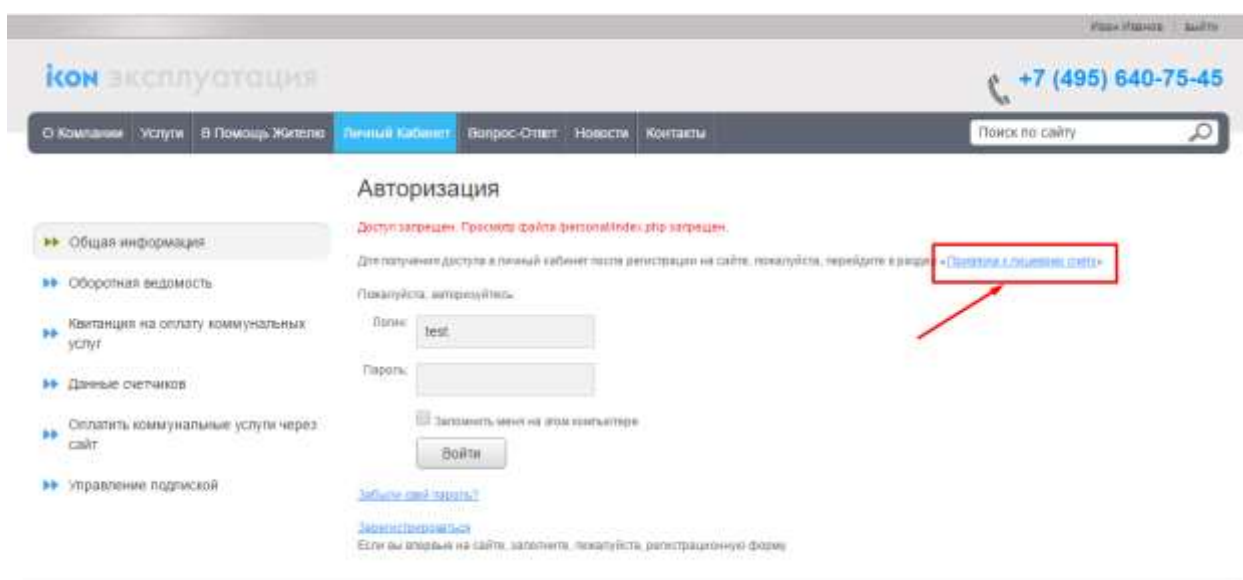 Иван Иванов Выйти
iкон эксплуатация
+7 (495) 640-75-45
О Компании Услуги В Помощь Жителю Личный Кабинет Вопрос-Ответ Новости Контакты
Поиск по сайту
Авторизация
Доступ запрещен. Просмотр файла /personal/index.php запрещен.
Общая информация
Для получения доступа в личный кабинет после регистрации на сайте, пожалуйста, перейдите в раздел «Привязка к лицевому счету»
Оборотная ведомость
Пожалуйста, авторизуйтесь:
Квитанция на оплату коммунальных
услуг
Логин:
test
Данные счетчиков
Пароль:
Оплатить коммунальные услуги через
сайт
Запомнить меня на этом компьютере
Войти
Управление подпиской
Забыли свой пароль?
Зарегистрироваться
Если вы впервые на сайте, заполните, пожалуйста, регистрационную форму.